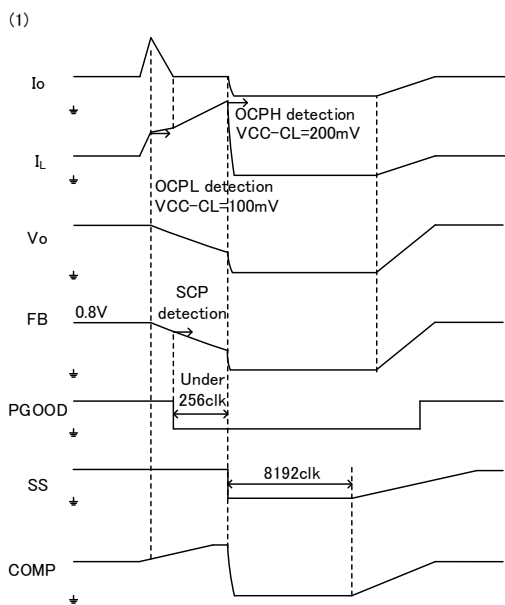 (1)
Io
OCPH detection
VCC-CL=200mV
IL
OCPL detection
VCC-CL=100mV
Vo
SCP
detection
0.8V
FB
Under
256clk
PGOOD
8192clk
SS
COMP